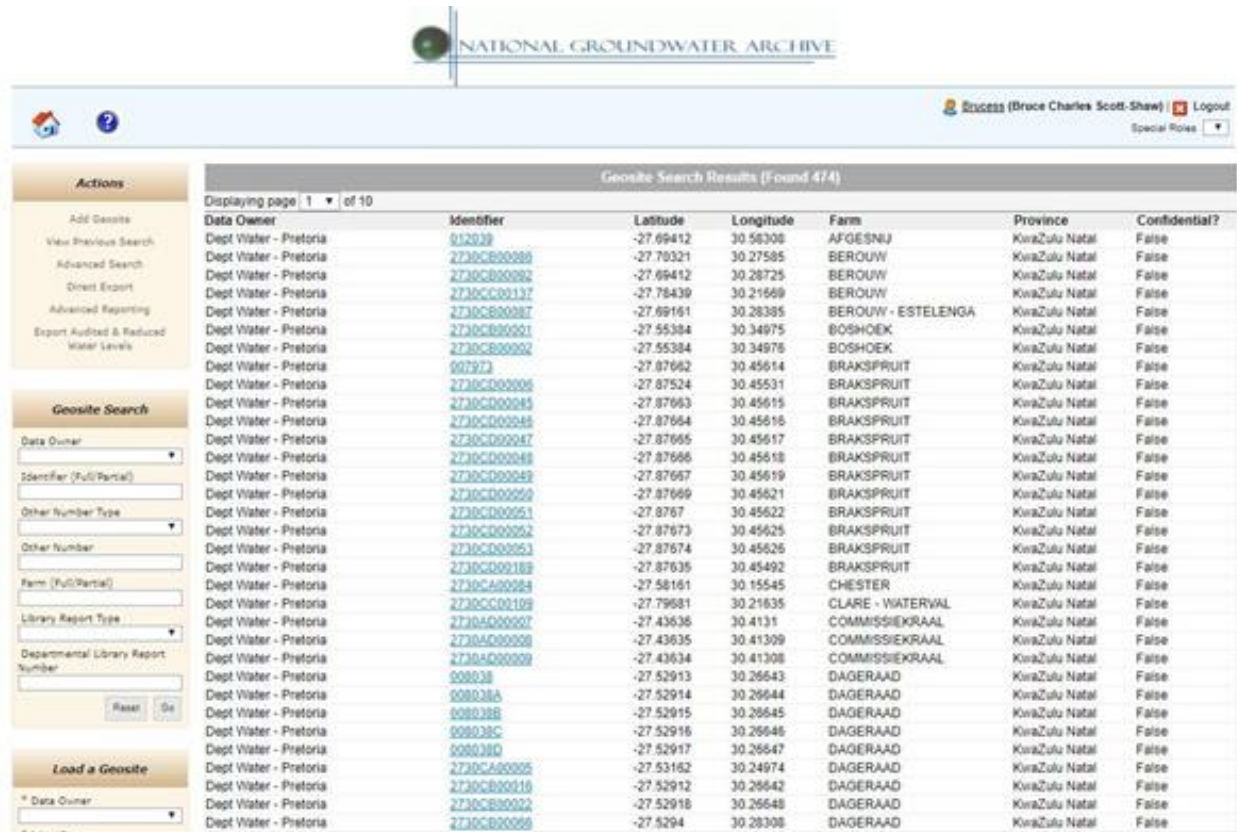 NATIONAL GROUNDWATER ARCHIVE
Brucess (Bruce Charles Scott-Shaw) | Logout
Special Roles
Actions
Add Geosite
View Previous Search
Advanced Search
Direct Export
Advanced Reporting
Export Audited & Reduced
Water Levels
Geosite Search
Data Owner
Identifier (Full/Partial)
Other Number Type
Other Number
Farm (Full/Partial)
Library Report Type
Departmental Library Report
Number
Reset Go
Load a Geosite
* Data Owner
Geosite Search Results (Found 474)
Displaying page 1 of 10
Data Owner Identifier Latitude Longitude Farm Province Confidential?
Dept Water - Pretoria 012039 -27.69412 30.58308 AFGESNIJ KwaZulu Natal False
Dept Water - Pretoria 2730CB00086 -27.70321 30.27585 BEROUW KwaZulu Natal False
Dept Water - Pretoria 2730CB00092 -27.69412 30.28725 BEROUW KwaZulu Natal False
Dept Water - Pretoria 2730CC00137 -27.78439 30.21669 BEROUW KwaZulu Natal False
Dept Water - Pretoria 2730CB00087 -27.69161 30.28385 BEROUW - ESTELENGA KwaZulu Natal False
Dept Water - Pretoria 2730CB00001 -27.55384 30.34975 BOSHOEK KwaZulu Natal False
Dept Water - Pretoria 2730CB00002 -27.55384 30.34976 BOSHOEK KwaZulu Natal False
Dept Water - Pretoria 007973 -27.87662 30.45614 BRAKSPRUIT KwaZulu Natal False
Dept Water - Pretoria 2730CD00006 -27.87524 30.45531 BRAKSPRUIT KwaZulu Natal False
Dept Water - Pretoria 2730CD00045 -27.87663 30.45615 BRAKSPRUIT KwaZulu Natal False
Dept Water - Pretoria 2730CD00046 -27.87664 30.45616 BRAKSPRUIT KwaZulu Natal False
Dept Water - Pretoria 2730CD00047 -27.87665 30.45617 BRAKSPRUIT KwaZulu Natal False
Dept Water - Pretoria 2730CD00048 -27.87666 30.45618 BRAKSPRUIT KwaZulu Natal False
Dept Water - Pretoria 2730CD00049 -27.87667 30.45619 BRAKSPRUIT KwaZulu Natal False
Dept Water - Pretoria 2730CD00050 -27.87669 30.45621 BRAKSPRUIT KwaZulu Natal False
Dept Water - Pretoria 2730CD00051 -27.8767 30.45622 BRAKSPRUIT KwaZulu Natal False
Dept Water - Pretoria 2730CD00052 -27.87673 30.45625 BRAKSPRUIT KwaZulu Natal False
Dept Water - Pretoria 2730CD00053 -27.87674 30.45626 BRAKSPRUIT KwaZulu Natal False
Dept Water - Pretoria 2730CD00189 -27.87635 30.45492 BRAKSPRUIT KwaZulu Natal False
Dept Water - Pretoria 2730CA00084 -27.58161 30.15545 CHESTER KwaZulu Natal False
Dept Water - Pretoria 2730CC00109 -27.79681 30.21635 CLARE - WATERVAL KwaZulu Natal False
Dept Water - Pretoria 2730AD00007 -27.43636 30.4131 COMMISSIEKRAAL KwaZulu Natal False
Dept Water - Pretoria 2730AD00008 -27.43635 30.41309 COMMISSIEKRAAL KwaZulu Natal False
Dept Water - Pretoria 2730AD00009 -27.43634 30.41308 COMMISSIEKRAAL KwaZulu Natal False
Dept Water - Pretoria 008038 -27.52913 30.26643 DAGERAAD KwaZulu Natal False
Dept Water - Pretoria 008038A -27.52914 30.26644 DAGERAAD KwaZulu Natal False
Dept Water - Pretoria 008038B -27.52915 30.26645 DAGERAAD KwaZulu Natal False
Dept Water - Pretoria 008038C -27.52916 30.26646 DAGERAAD KwaZulu Natal False
Dept Water - Pretoria 008038D -27.52917 30.26647 DAGERAAD KwaZulu Natal False
Dept Water - Pretoria 2730CA00005 -27.53162 30.24974 DAGERAAD KwaZulu Natal False
Dept Water - Pretoria 2730CB00016 -27.52912 30.26642 DAGERAAD KwaZulu Natal False
Dept Water - Pretoria 2730CB00022 -27.52918 30.26648 DAGERAAD KwaZulu Natal False
Dept Water - Pretoria 2730CB00066 -27.5294 30.28308 DAGERAAD KwaZulu Natal False